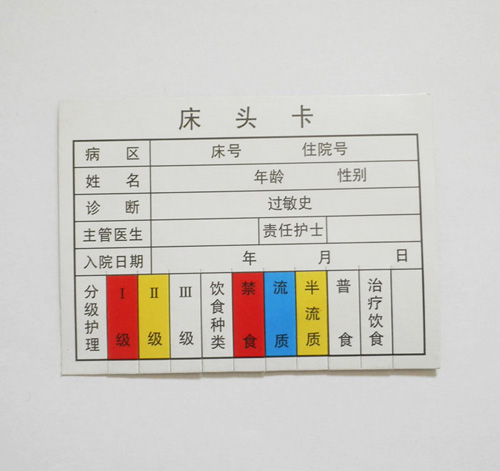 床头卡
病区 床号 住院号
姓名 年龄 性别
诊断 过敏史
主管医生 责任护士
入院日期 年 月 日
分级护理 Ⅰ级 Ⅱ级 Ⅲ级 饮食种类 禁食 流质 半流质 普食 治疗饮食